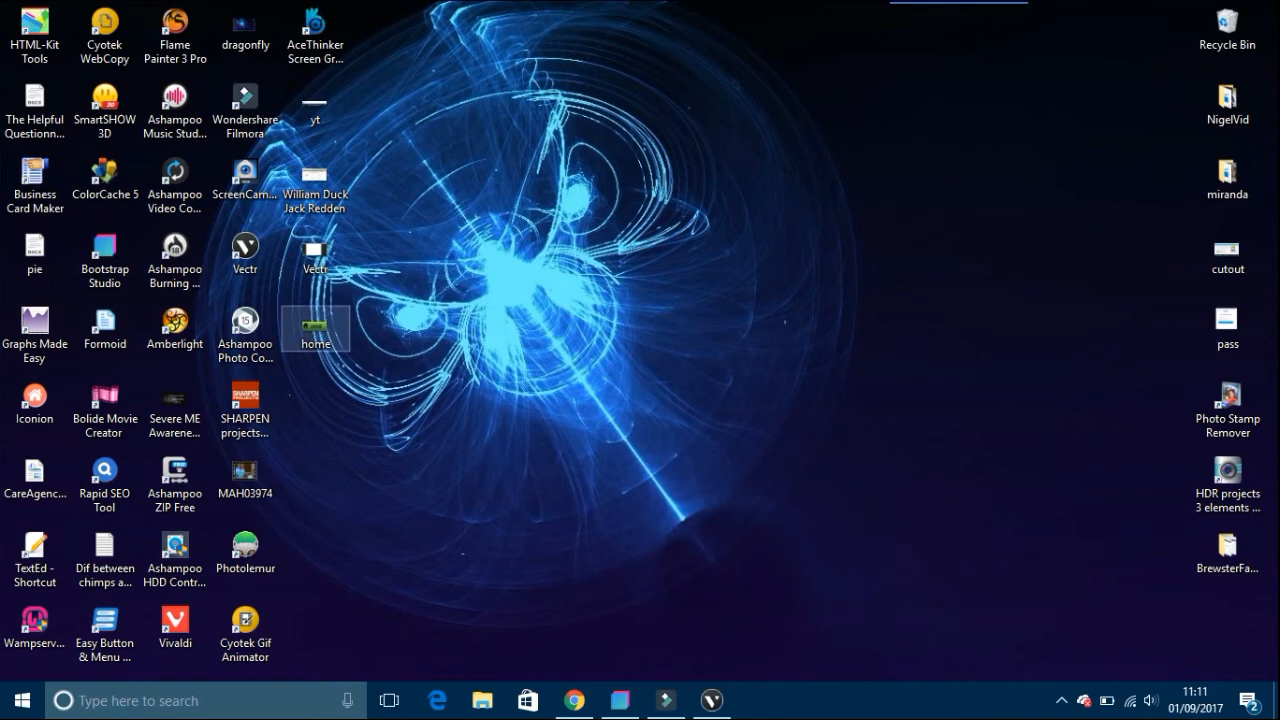 HTML-Kit
Tools
Cyotek
WebCopy
Flame
Painter 3 Pro
dragonfly
AceThinker
Screen Gr...
Recycle Bin
The Helpful
Questionn...
SmartSHOW
3D
Ashampoo
Music Stud...
Wondershare
Filmora
yt
NigelVid
Business
Card Maker
ColorCache 5
Ashampoo
Video Co...
ScreenCam...
William Duck
Jack Redden
miranda
pie
Bootstrap
Studio
Ashampoo
Burning ...
Vectr
Vectr
cutout
Graphs Made
Easy
Formoid
Amberlight
Ashampoo
Photo Co...
home
pass
Iconion
Bolide Movie
Creator
Severe ME
Awarene...
SHARPEN
projects...
Photo Stamp
Remover
CareAgenc...
Rapid SEO
Tool
Ashampoo
ZIP Free
MAH03974
HDR projects
3 elements ...
TextEd -
Shortcut
Dif between
chimps a...
Ashampoo
HDD Contr...
Photolemur
BrewsterFa...
Wampserv...
Easy Button
& Menu ...
Vivaldi
Cyotek Gif
Animator
Type here to search
11:11
01/09/2017
2